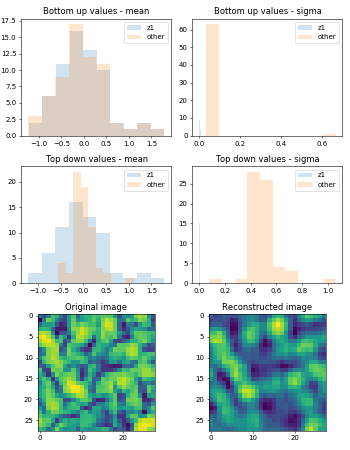 Bottom up values - mean
Bottom up values - sigma
17.5
15.0
12.5
10.0
7.5
5.0
2.5
0.0
−1.0 −0.5 0.0 0.5 1.0 1.5
z1
other
60
50
40
30
20
10
0
0.0 0.2 0.4 0.6
z1
other
Top down values - mean
Top down values - sigma
20
15
10
5
0
−1.0 −0.5 0.0 0.5 1.0 1.5
z1
other
25
20
15
10
5
0
0.0 0.2 0.4 0.6 0.8 1.0
z1
other
Original image
Reconstructed image
0
5
10
15
20
25
0 10 20
0
5
10
15
20
25
0 10 20